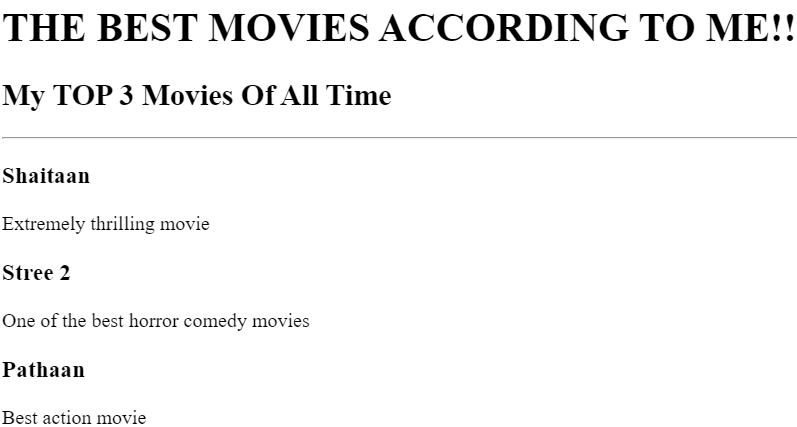 THE BEST MOVIES ACCORDING TO ME!!
My TOP 3 Movies Of All Time
Shaitaan
Extremely thrilling movie
Stree 2
One of the best horror comedy movies
Pathaan
Best action movie